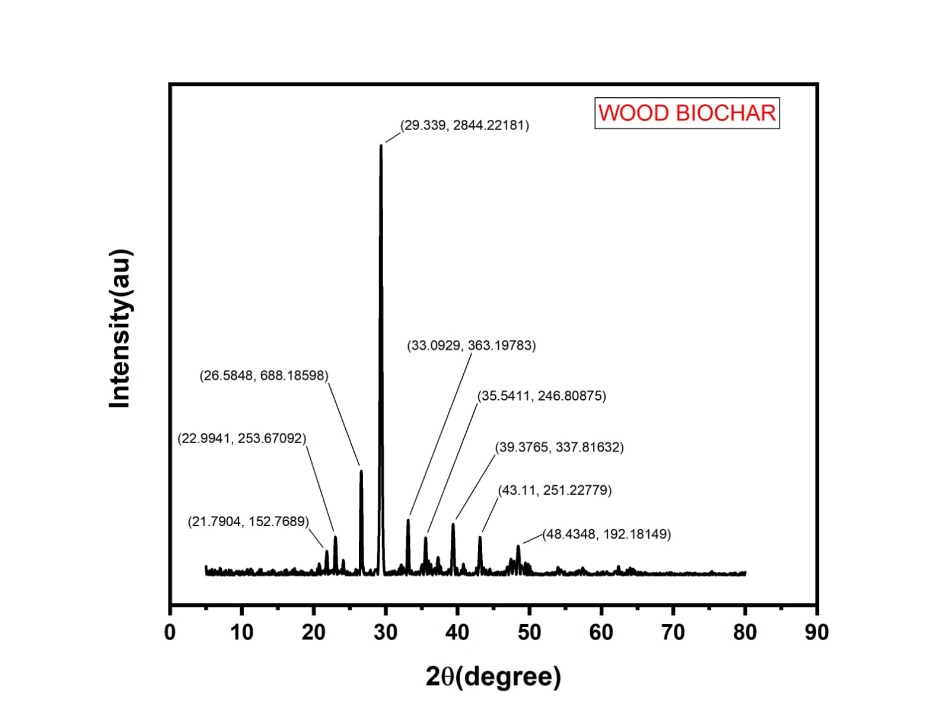 WOOD BIOCHAR
(29.339, 2844.22181)
(33.0929, 363.19783)
(26.5848, 688.18598)
(35.5411, 246.80875)
(22.9941, 253.67092)
(39.3765, 337.81632)
(43.11, 251.22779)
(21.7904, 152.7689)
(48.4348, 192.18149)
Intensity(au)
0 10 20 30 40 50 60 70 80 90
2θ(degree)